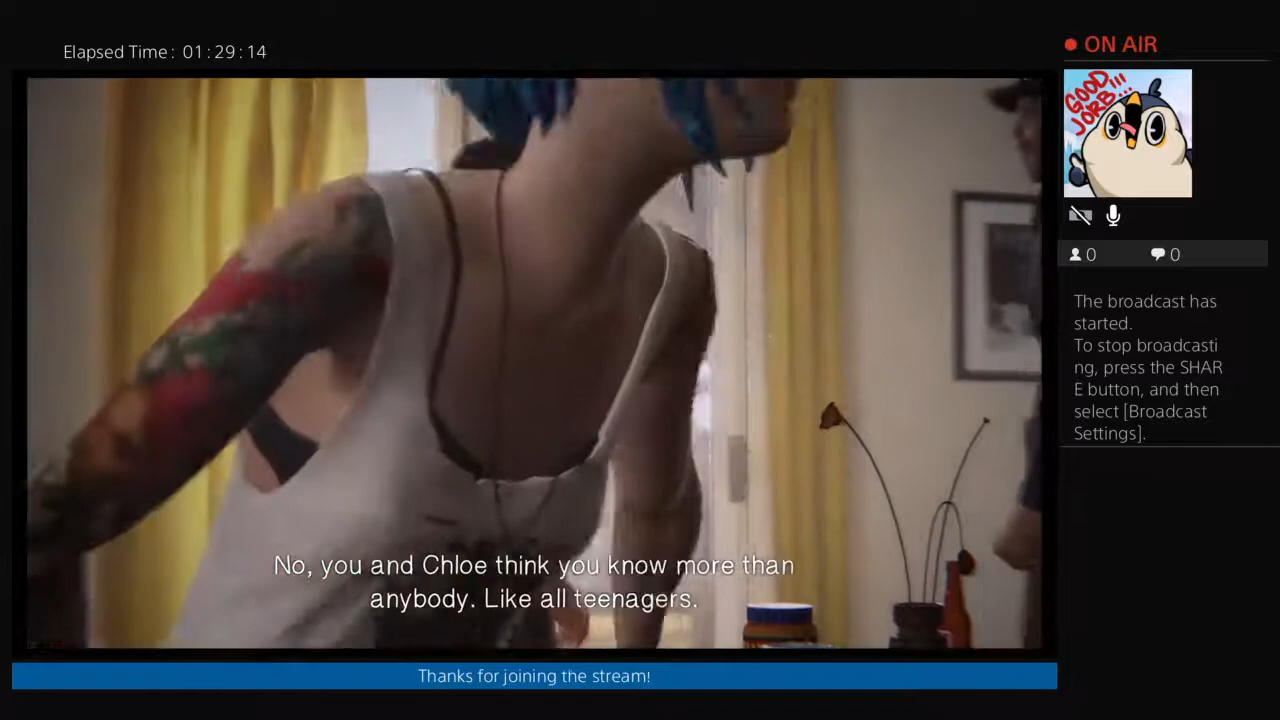 Elapsed Time: 01:29:14
ON AIR
GOOD
JORB!!!...
0
0
The broadcast has
started.
To stop broadcasti
ng, press the SHAR
E button, and then
select [Broadcast
Settings].
No, you and Chloe think you know more than
anybody. Like all teenagers.
Thanks for joining the stream!